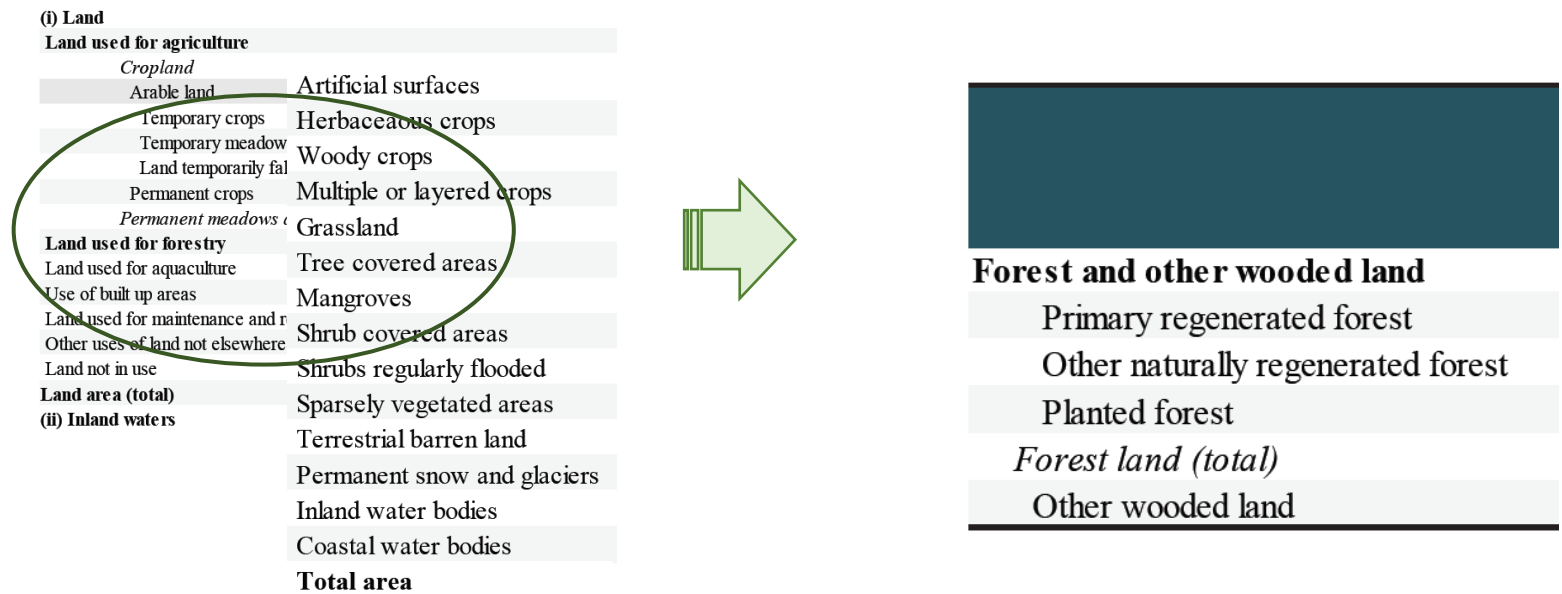 (i) Land
Land used for agriculture
Cropland
Arable land
Temporary crops
Temporary meadow
Land temporarily fal
Permanent crops
Permanent meadows
Land used for forestry
Land used for aquaculture
Use of built up areas
Land used for maintenance and r
Other uses of land not elsewhere
Land not in use
Land area (total)
(ii) Inland waters
Artificial surfaces
Herbaceaous crops
Woody crops
Multiple or layered crops
Grassland
Tree covered areas
Mangroves
Shrub covered areas
Shrubs regularly flooded
Sparsely vegetated areas
Terrestrial barren land
Permanent snow and glaciers
Inland water bodies
Coastal water bodies
Total area
Forest and other wooded land
Primary regenerated forest
Other naturally regenerated forest
Planted forest
Forest land (total)
Other wooded land